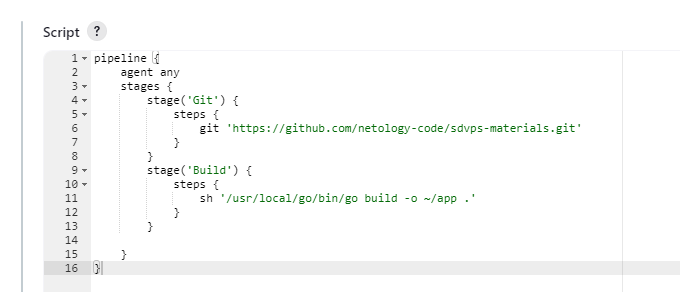 Script ?
1 pipeline {
2     agent any
3     stages {
4         stage('Git') {
5             steps {
6                 git 'https://github.com/netology-code/sdvps-materials.git'
7             }
8         }
9         stage('Build') {
10             steps {
11                 sh '/usr/local/go/bin/go build -o ~/app .'
12             }
13         }
14
15     }
16 }